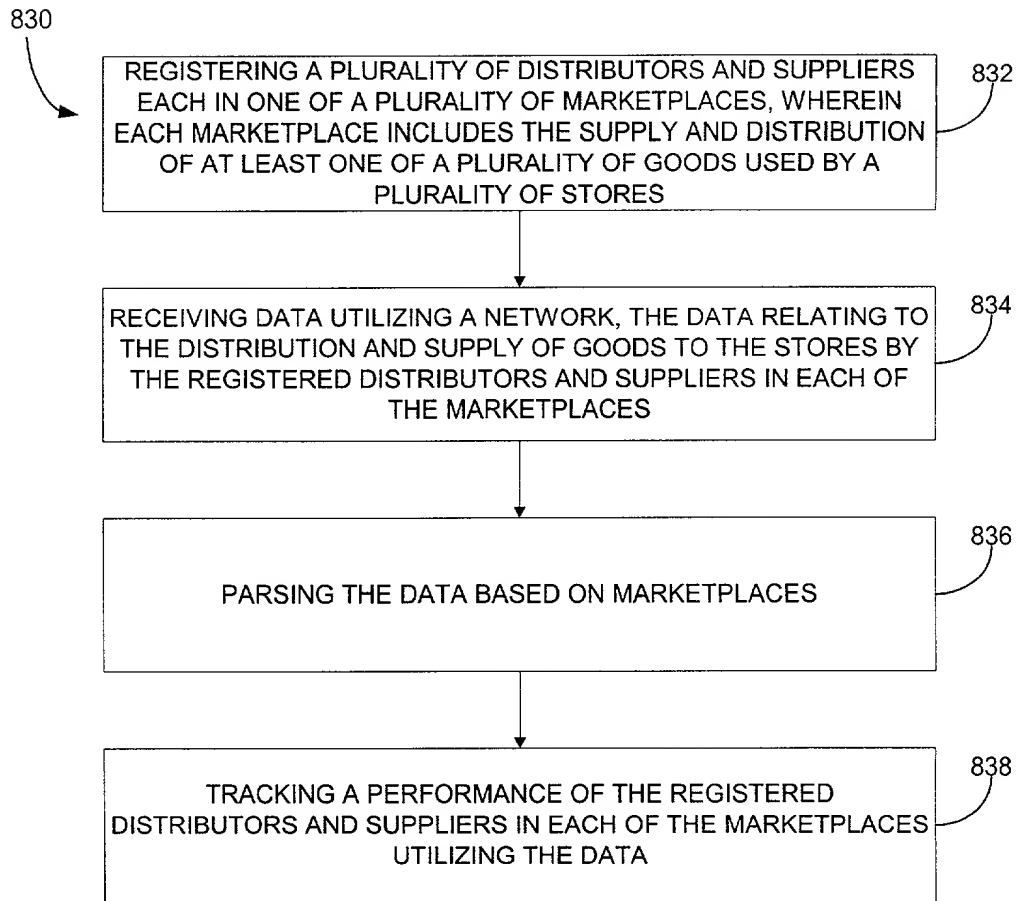 830
REGISTERING A PLURALITY OF DISTRIBUTORS AND SUPPLIERS
EACH IN ONE OF A PLURALITY OF MARKETPLACES, WHEREIN
EACH MARKETPLACE INCLUDES THE SUPPLY AND DISTRIBUTION
OF AT LEAST ONE OF A PLURALITY OF GOODS USED BY A
PLURALITY OF STORES
832
RECEIVING DATA UTILIZING A NETWORK, THE DATA RELATING TO
THE DISTRIBUTION AND SUPPLY OF GOODS TO THE STORES BY
THE REGISTERED DISTRIBUTORS AND SUPPLIERS IN EACH OF
THE MARKETPLACES
834
PARSING THE DATA BASED ON MARKETPLACES
836
TRACKING A PERFORMANCE OF THE REGISTERED
DISTRIBUTORS AND SUPPLIERS IN EACH OF THE MARKETPLACES
UTILIZING THE DATA
838